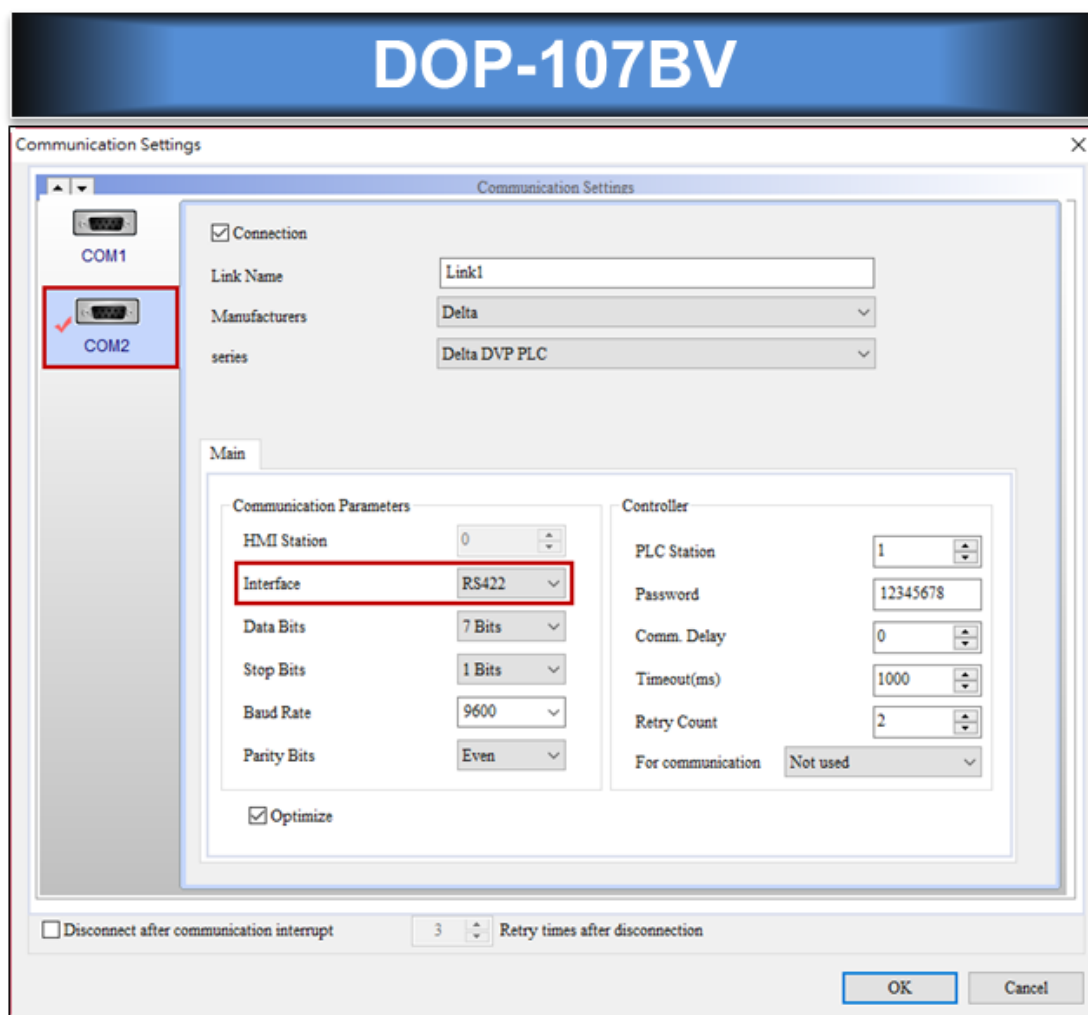 DOP-107BV
Communication Settings
Communication Settings
COM1
COM2
Connection
Link Name Link1
Manufacturers Delta
series Delta DVP PLC
Main
Communication Parameters
HMI Station 0
Interface RS422
Data Bits 7 Bits
Stop Bits 1 Bits
Baud Rate 9600
Parity Bits Even
Optimize
Controller
PLC Station 1
Password 12345678
Comm. Delay 0
Timeout(ms) 1000
Retry Count 2
For communication Not used
Disconnect after communication interrupt 3 Retry times after disconnection
OK Cancel